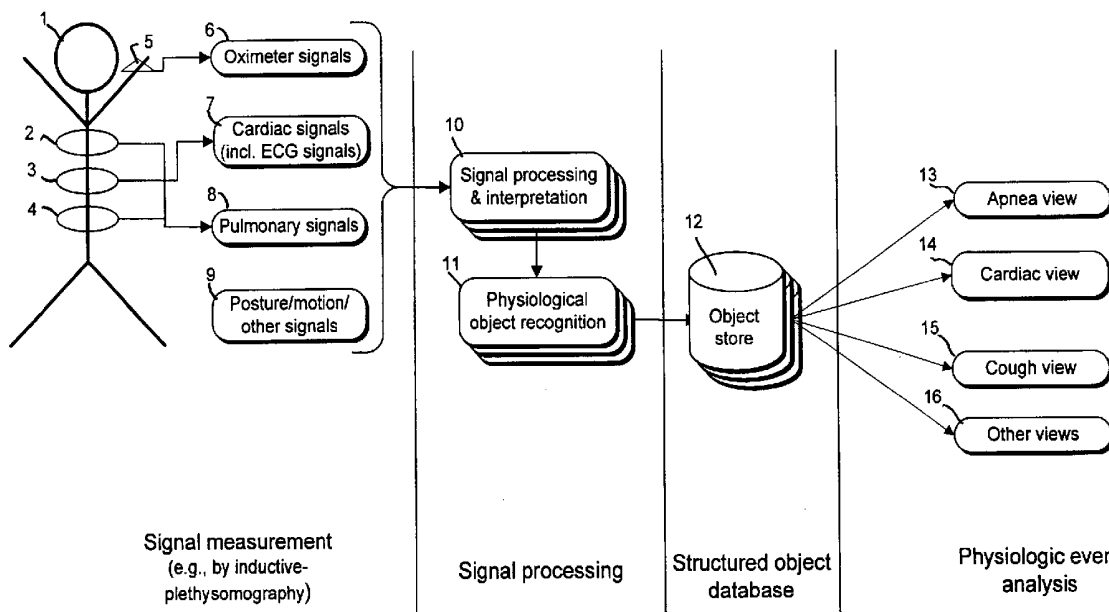 1
5
6
Oximeter signals
7
Cardiac signals
(incl. ECG signals)
2
3
4
8
Pulmonary signals
9
Posture/motion/
other signals
10
Signal processing
& interpretation
11
Physiological
object recognition
12
Object
store
13
Apnea view
14
Cardiac view
15
Cough view
16
Other views
Signal measurement
(e.g., by inductive-
plethysomography)
Signal processing
Structured object
database
Physiologic even
analysis